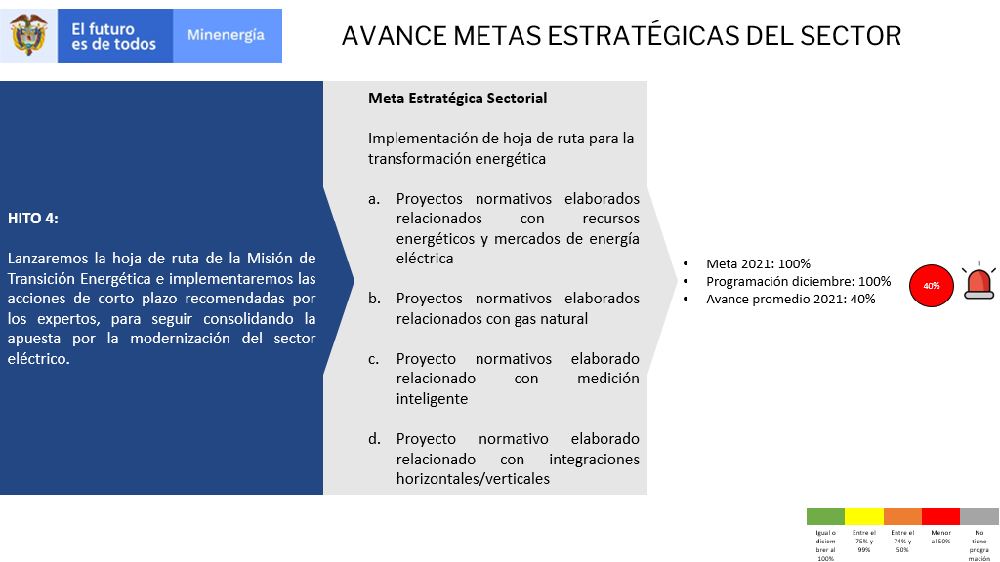 El futuro
es de todos
Minenergía
AVANCE METAS ESTRATÉGICAS DEL SECTOR
HITO 4:
Lanzaremos la hoja de ruta de la Misión de
Transición Energética e implementaremos las
acciones de corto plazo recomendadas por
los expertos, para seguir consolidando la
apuesta por la modernización del sector
eléctrico.
Meta Estratégica Sectorial
Implementación de hoja de ruta para la
transformación energética
a. Proyectos normativos elaborados
relacionados con recursos
energéticos y mercados de energía
eléctrica
b. Proyectos normativos elaborados
relacionados con gas natural
c. Proyecto normativos elaborado
relacionado con medición
inteligente
d. Proyecto normativo elaborado
relacionado con integraciones
horizontales/verticales
• Meta 2021: 100%
• Programación diciembre: 100%
• Avance promedio 2021: 40%
40%
Igual o
diciem
brer al
100%
Entre el
75% y
99%
Entre el
74% y
50%
Menor
al 50%
No
tiene
progra
mación